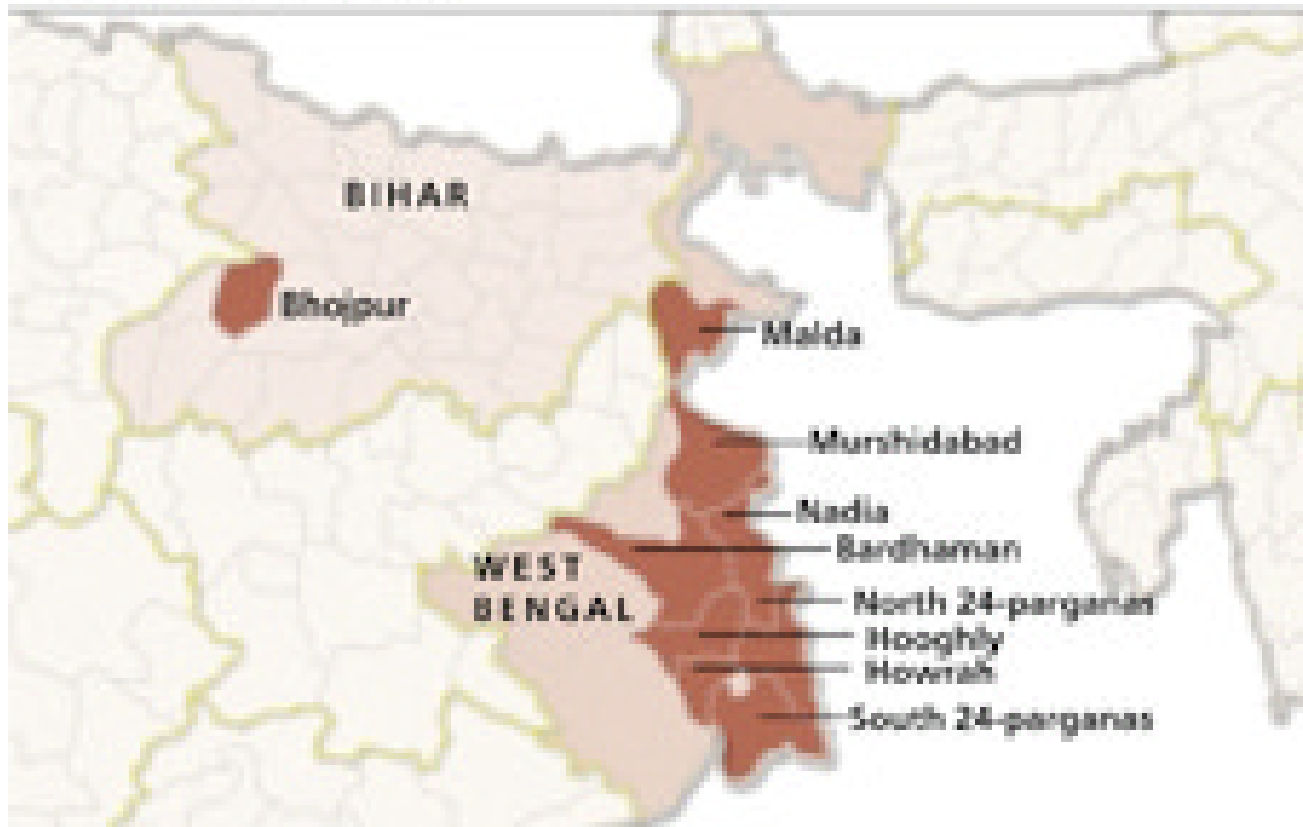 BIHAR
Bhojpur
Malda
Murshidabad
Nadia
Bardhaman
WEST
BENGAL
North 24-parganas
Hooghly
Howrah
South 24-parganas